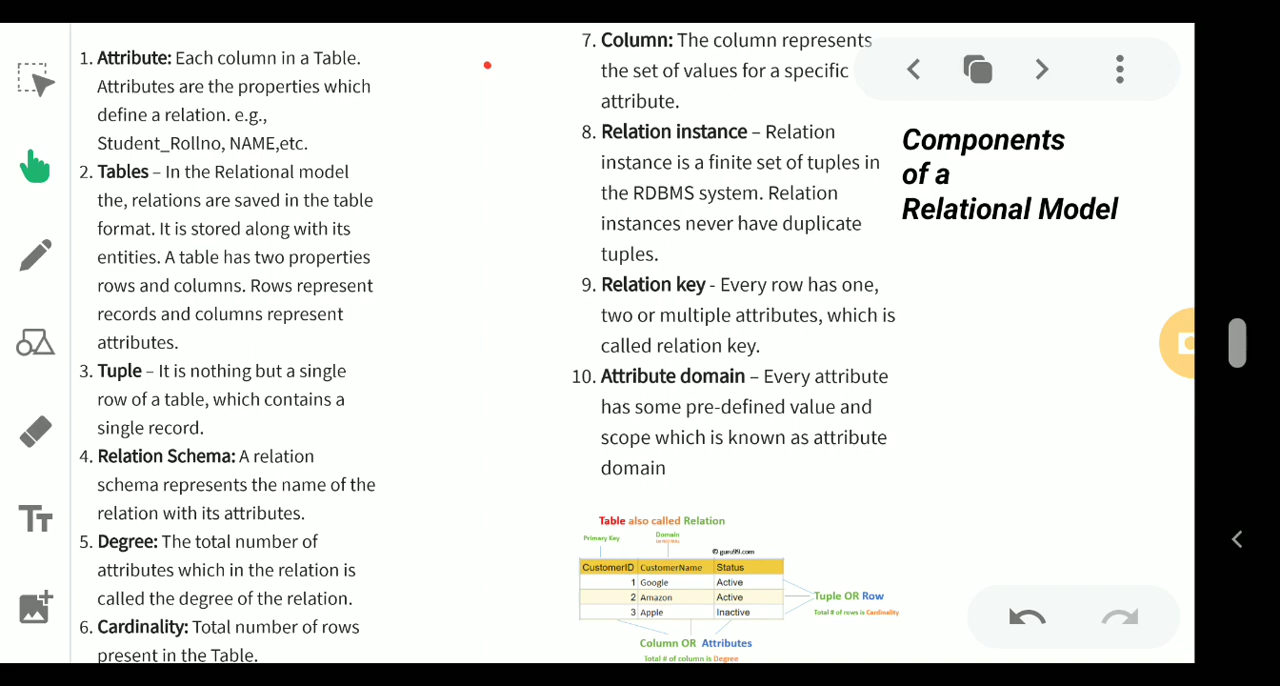 1. Attribute: Each column in a Table.
Attributes are the properties which
define a relation. e.g.,
Student_Rollno, NAME,etc.
2. Tables – In the Relational model
the, relations are saved in the table
format. It is stored along with its
entities. A table has two properties
rows and columns. Rows represent
records and columns represent
attributes.
3. Tuple – It is nothing but a single
row of a table, which contains a
single record.
4. Relation Schema: A relation
schema represents the name of the
relation with its attributes.
5. Degree: The total number of
attributes which in the relation is
called the degree of the relation.
6. Cardinality: Total number of rows
present in the Table.
7. Column: The column represents
the set of values for a specific
attribute.
8. Relation instance – Relation
instance is a finite set of tuples in
the RDBMS system. Relation
instances never have duplicate
tuples.
9. Relation key - Every row has one,
two or multiple attributes, which is
called relation key.
10. Attribute domain – Every attribute
has some pre-defined value and
scope which is known as attribute
domain
Components
of a
Relational Model
Table also called Relation
Primary Key
Domain
© guru99.com
CustomerID CustomerName Status
1 Google Active
2 Amazon Active
3 Apple Inactive
Tuple OR Row
Total # of rows is Cardinality
Column OR Attributes
Total # of column is Degree
Tт